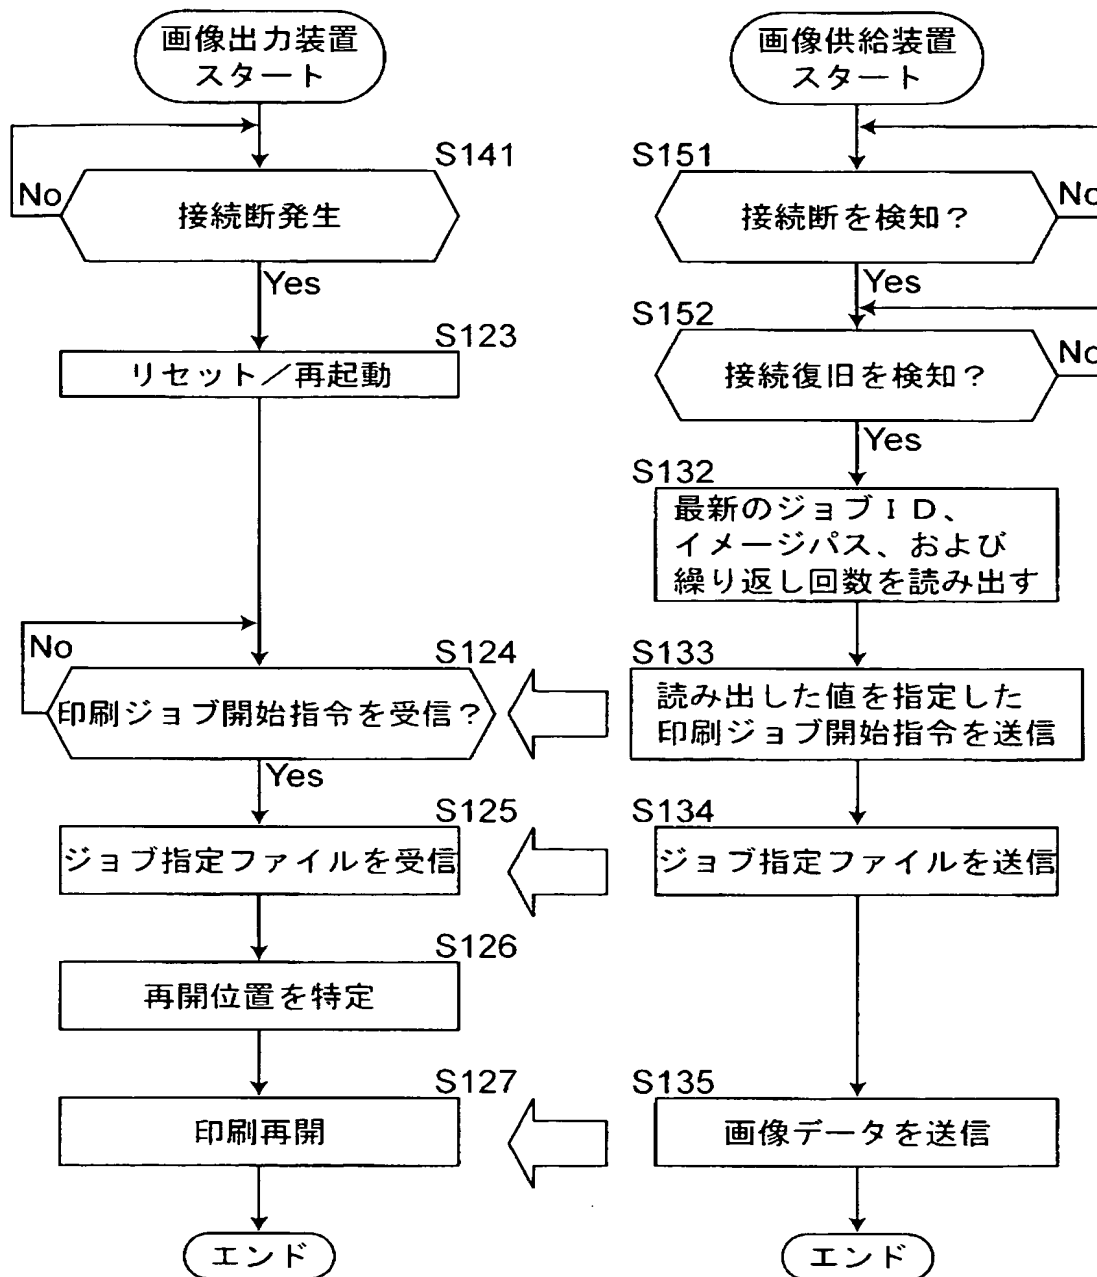 画像出力装置
スタート
S141
No
接続断発生
Yes
S123
リセット／再起動
No
S124
印刷ジョブ開始指令を受信？
Yes
S125
ジョブ指定ファイルを受信
S126
再開位置を特定
S127
印刷再開
エンド
画像供給装置
スタート
S151
接続断を検知？
No
Yes
S152
接続復旧を検知？
No
Yes
S132
最新のジョブＩＤ、
イメージパス、および
繰り返し回数を読み出す
S133
読み出した値を指定した
印刷ジョブ開始指令を送信
S134
ジョブ指定ファイルを送信
S135
画像データを送信
エンド